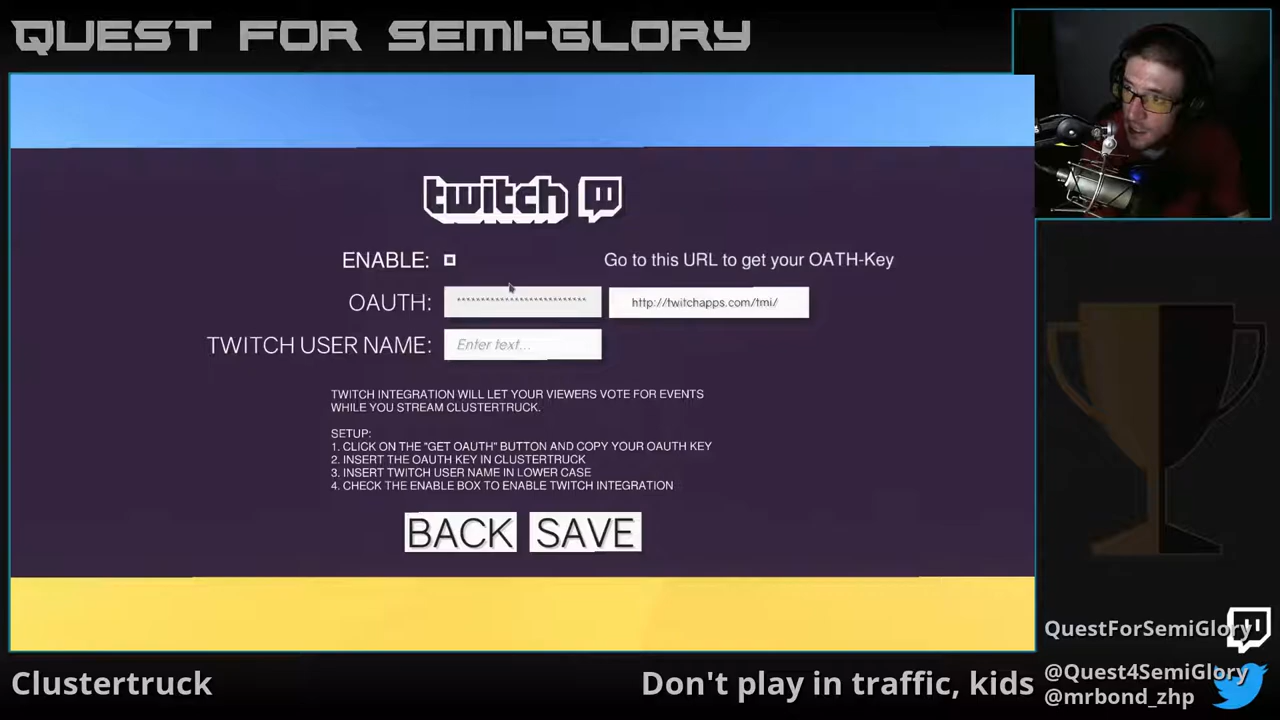 QUEST FOR SEMI-GLORY
twitch
ENABLE:
Go to this URL to get your OATH-Key
OAUTH:
http://twitchapps.com/tmi/
TWITCH USER NAME:
Enter text...
TWITCH INTEGRATION WILL LET YOUR VIEWERS VOTE FOR EVENTS
WHILE YOU STREAM CLUSTERTRUCK.
SETUP:
1. CLICK ON THE "GET OAUTH" BUTTON AND COPY YOUR OAUTH KEY
2. INSERT THE OAUTH KEY IN CLUSTERTRUCK
3. INSERT TWITCH USER NAME IN LOWER CASE
4. CHECK THE ENABLE BOX TO ENABLE TWITCH INTEGRATION
BACK SAVE
QuestForSemiGlory
@Quest4SemiGlory
@mrbond_zhp
Clustertruck
Don't play in traffic, kids